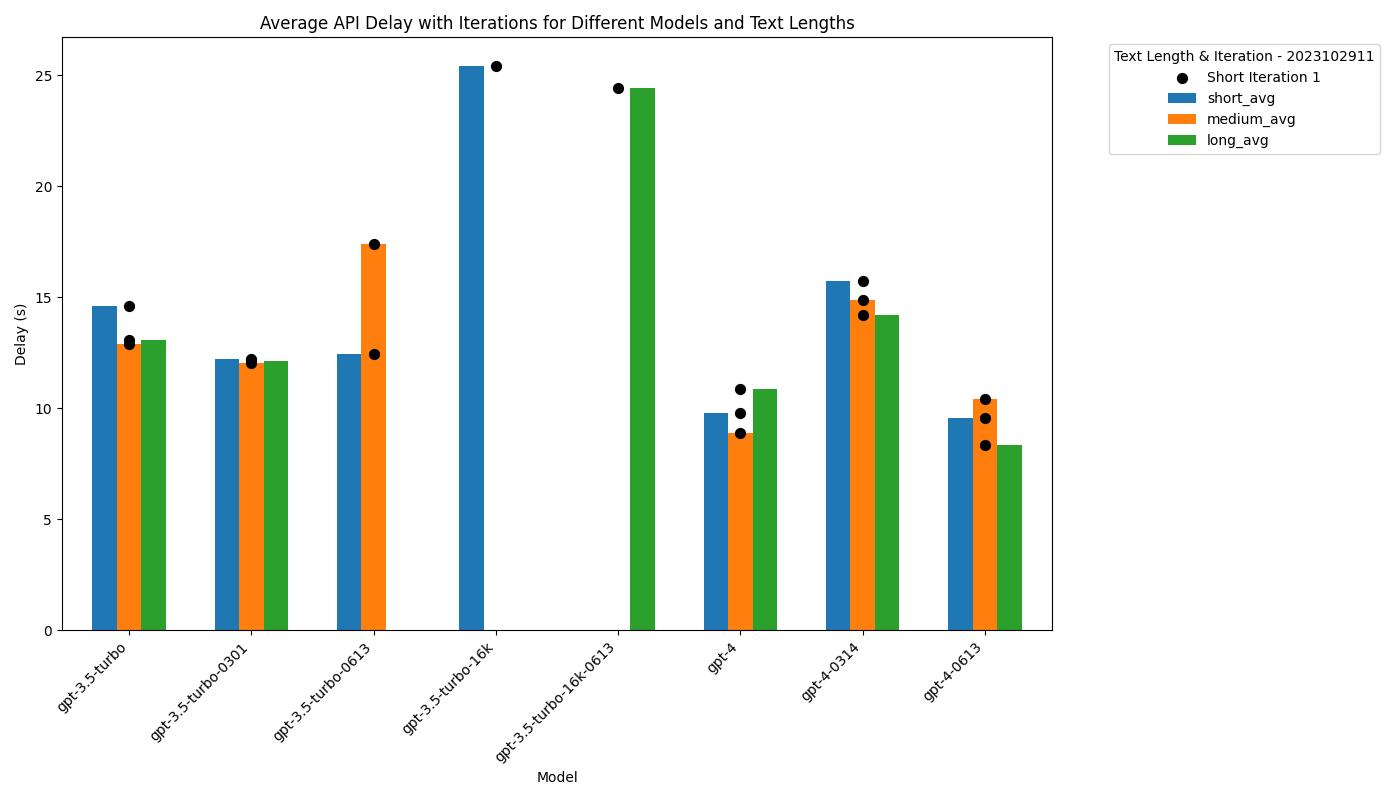 Average API Delay with Iterations for Different Models and Text Lengths
Text Length & Iteration - 2023102911
Short Iteration 1
short_avg
medium_avg
long_avg
Delay (s)
25
20
15
10
5
0
gpt-3.5-turbo
gpt-3.5-turbo-0301
gpt-3.5-turbo-0613
gpt-3.5-turbo-16k
gpt-3.5-turbo-16k-0613
gpt-4
gpt-4-0314
gpt-4-0613
Model